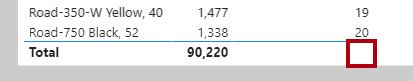 Road-350-W Yellow, 40 1,477 19
Road-750 Black, 52 1,338 20
Total 90,220